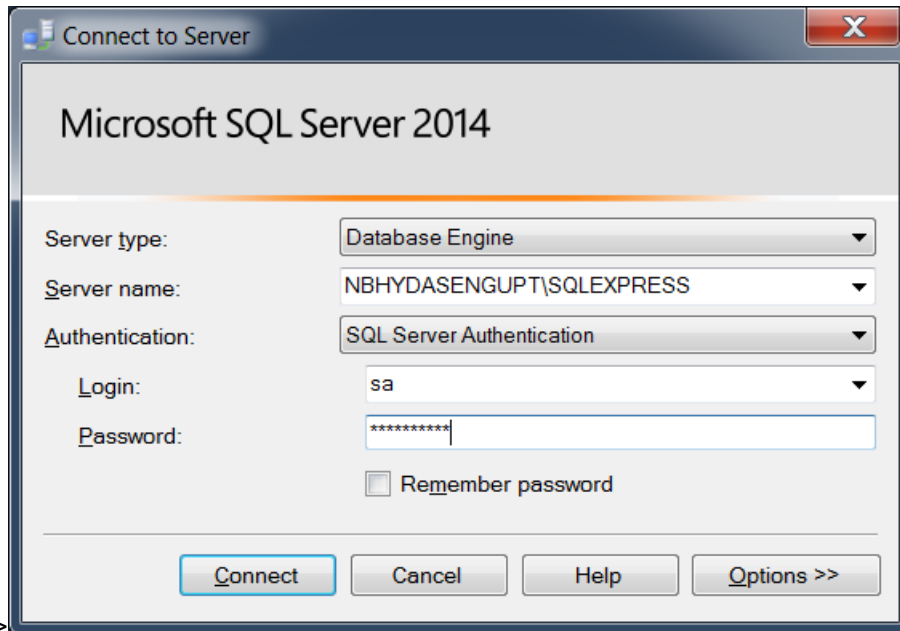 Connect to Server
X
Microsoft SQL Server 2014
Server type: Database Engine
Server name: NBHYDASENGUPT\SQLEXPRESS
Authentication: SQL Server Authentication
Login: sa
Password: **********
Remember password
Connect Cancel Help Options >>
>